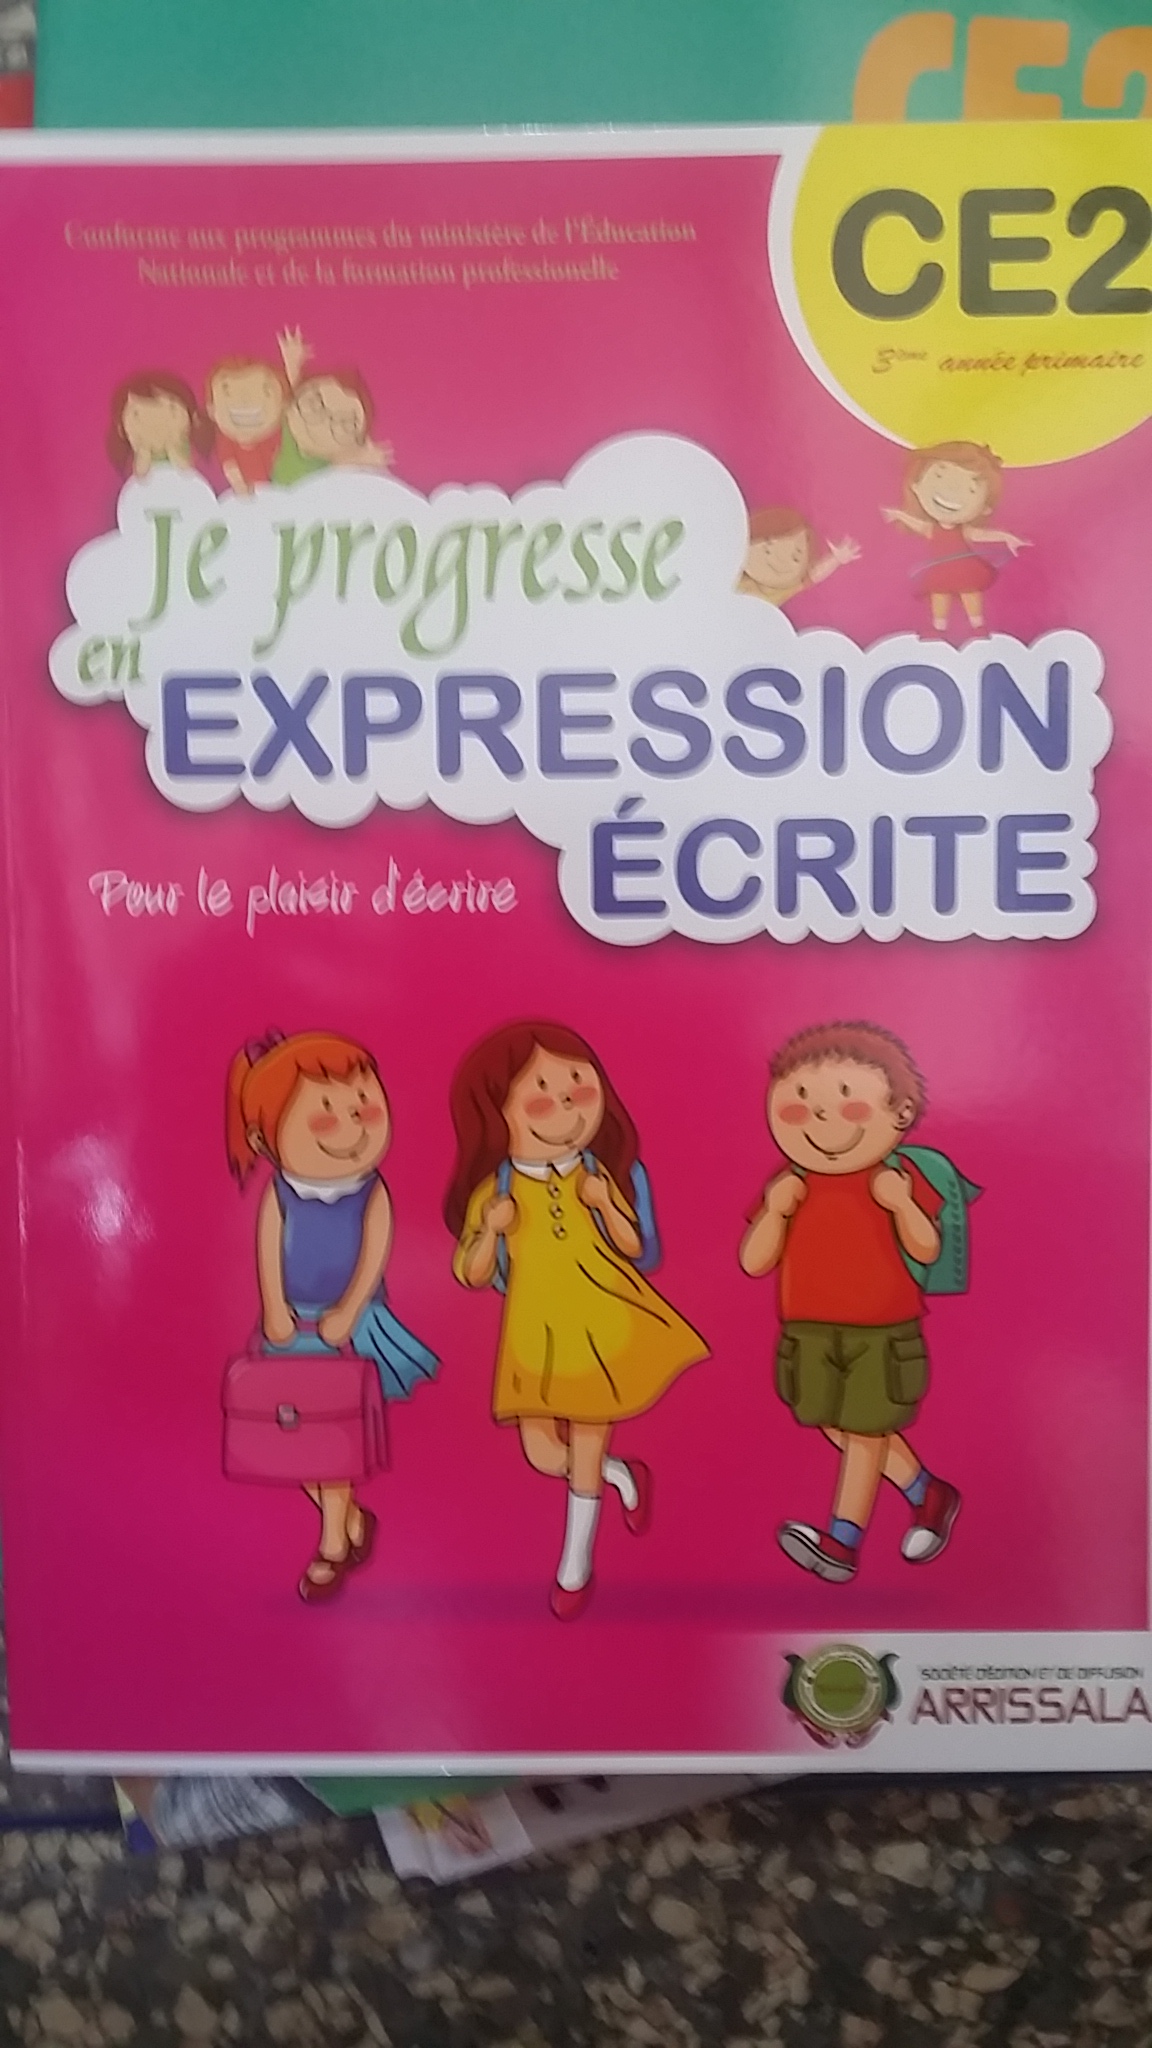 CE2
CE2
3ème année primaire
Conforme aux programmes du ministère de l'Éducation
Nationale et de la formation professionelle
Je progresse
en
EXPRESSION
ÉCRITE
Pour le plaisir d'écrire
SOCIÉTÉ D'ÉDITION ET DE DIFFUSION
ARRISSALA